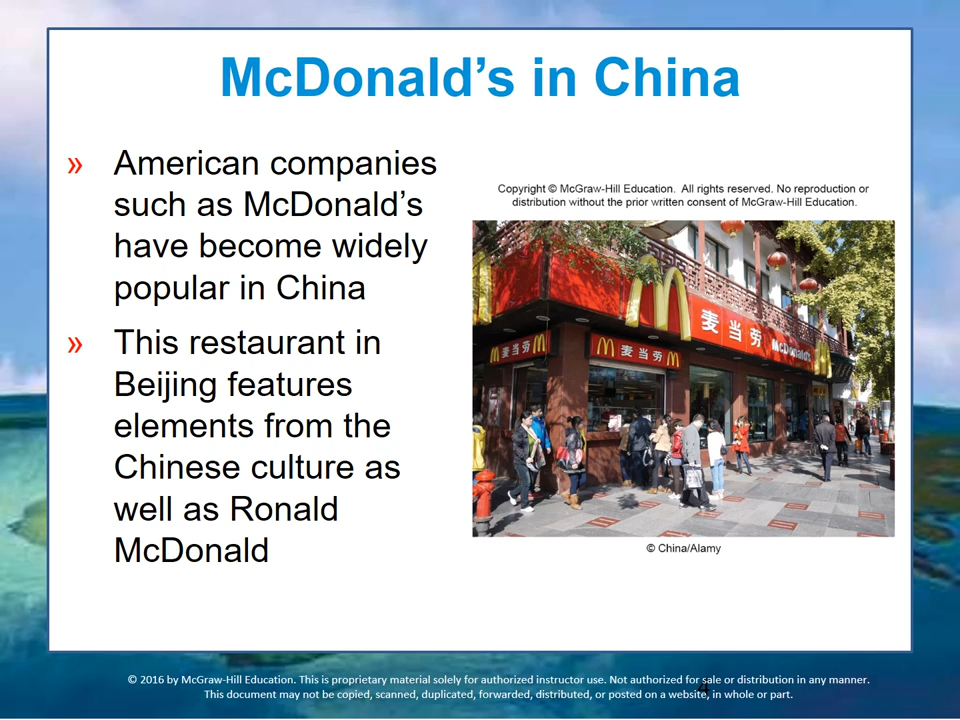 McDonald’s in China
» American companies
such as McDonald’s
have become widely
popular in China
» This restaurant in
Beijing features
elements from the
Chinese culture as
well as Ronald
McDonald
Copyright © McGraw-Hill Education. All rights reserved. No reproduction or
distribution without the prior written consent of McGraw-Hill Education.
麦当劳 McDonald's
麦当劳
麦当劳
© China/Alamy
© 2016 by McGraw-Hill Education. This is proprietary material solely for authorized instructor use. Not authorized for sale or distribution in any manner.
This document may not be copied, scanned, duplicated, forwarded, distributed, or posted on a website, in whole or part.
4